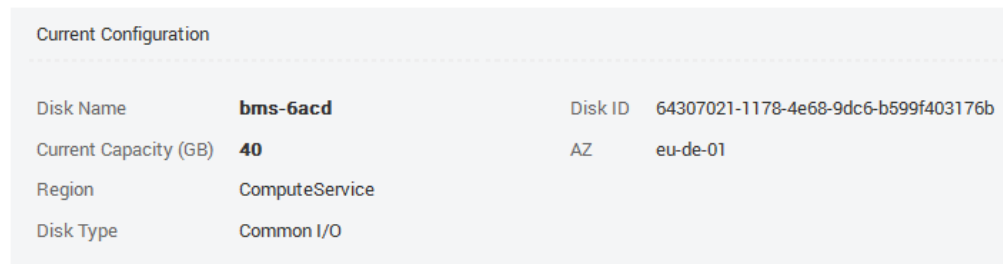 Current Configuration
Disk Name bms-6acd Disk ID 64307021-1178-4e68-9dc6-b599f403176b
Current Capacity (GB) 40 AZ eu-de-01
Region ComputeService
Disk Type Common I/O